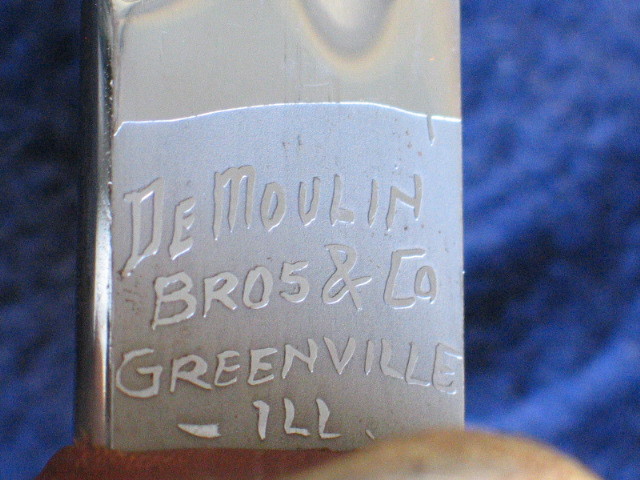 DE MOULIN
BROS & CO
GREENVILLE
- ILL.